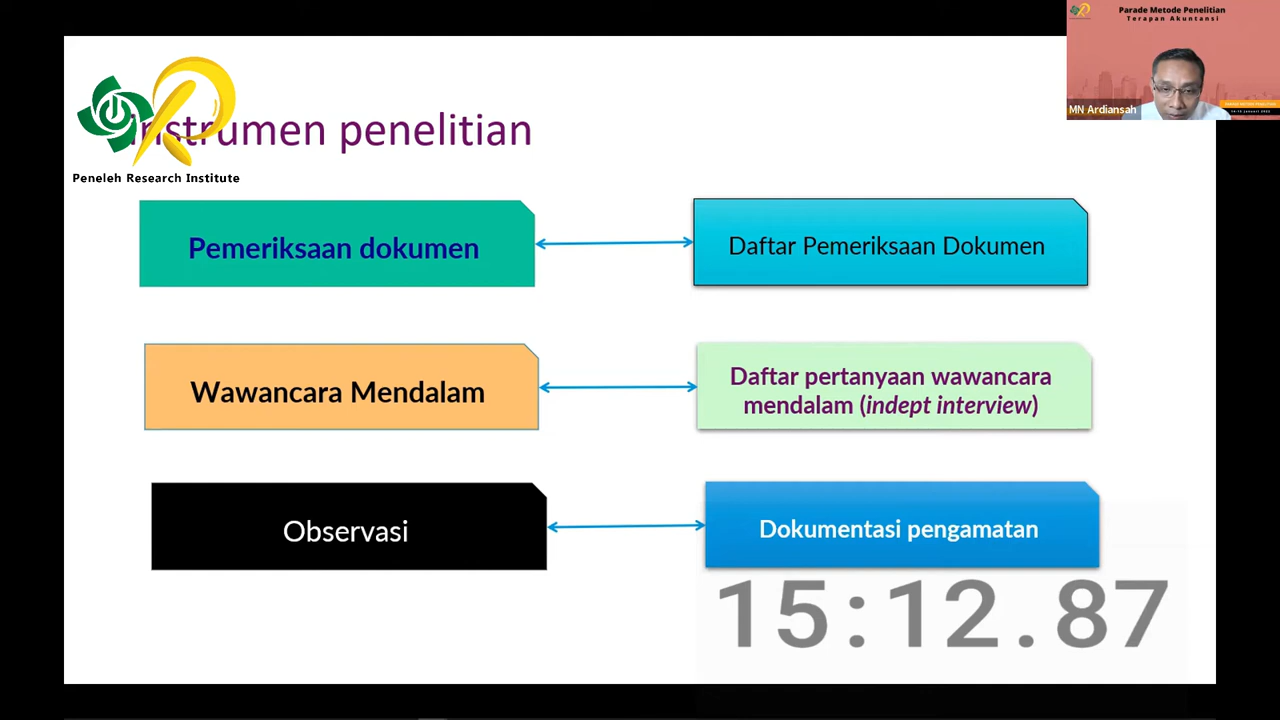 Parade Metode Penelitian
Terapan Akuntansi
MN Ardiansah
instrumen penelitian
Peneleh Research Institute
Pemeriksaan dokumen
Daftar Pemeriksaan Dokumen
Wawancara Mendalam
Daftar pertanyaan wawancara
mendalam (indept interview)
Observasi
Dokumentasi pengamatan
15:12.87